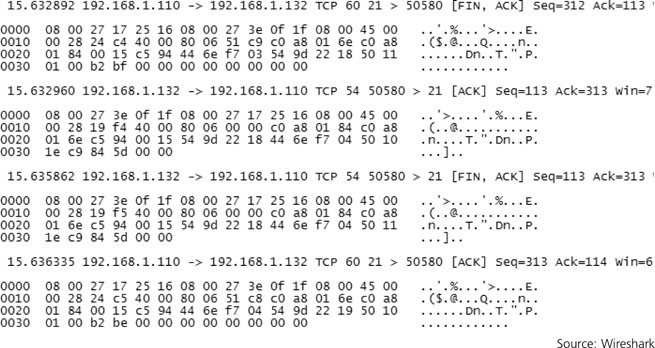 15.632892 192.168.1.110 -> 192.168.1.132 TCP 60 21 > 50580 [FIN, ACK] Seq=312 Ack=113
0000 08 00 27 17 25 16 08 00 27 3e 0f 1f 08 00 45 00 ..'.%...'>....E.
0010 00 28 24 c4 40 00 80 06 51 c9 c0 a8 01 6e c0 a8 .($.@...Q....n..
0020 01 84 00 15 c5 94 44 6e f7 03 54 9d 22 18 50 11 ......Dn..T.".P.
0030 01 00 b2 bf 00 00 00 00 00 00 00 00 ............
15.632960 192.168.1.132 -> 192.168.1.110 TCP 54 50580 > 21 [ACK] Seq=113 Ack=313 Win=7
0000 08 00 27 3e 0f 1f 08 00 27 17 25 16 08 00 45 00 ..'>....'.%...E.
0010 00 28 19 f4 40 00 80 06 00 00 c0 a8 01 84 c0 a8 .(..@...........
0020 01 6e c5 94 00 15 54 9d 22 18 44 6e f7 04 50 10 .n....T.".Dn..P.
0030 1e c9 84 5d 00 00 ...]..
15.635862 192.168.1.132 -> 192.168.1.110 TCP 54 50580 > 21 [FIN, ACK] Seq=113 Ack=313
0000 08 00 27 3e 0f 1f 08 00 27 17 25 16 08 00 45 00 ..'>....'.%...E.
0010 00 28 19 f5 40 00 80 06 00 00 c0 a8 01 84 c0 a8 .(..@...........
0020 01 6e c5 94 00 15 54 9d 22 18 44 6e f7 04 50 11 .n....T.".Dn..P.
0030 1e c9 84 5d 00 00 ...]..
15.636335 192.168.1.110 -> 192.168.1.132 TCP 60 21 > 50580 [ACK] Seq=313 Ack=114 Win=6
0000 08 00 27 17 25 16 08 00 27 3e 0f 1f 08 00 45 00 ..'.%...'>....E.
0010 00 28 24 c5 40 00 80 06 51 c8 c0 a8 01 6e c0 a8 .($.@...Q....n..
0020 01 84 00 15 c5 94 44 6e f7 04 54 9d 22 19 50 10 ......Dn..T.".P.
0030 01 00 b2 be 00 00 00 00 00 00 00 00 ............
Source: Wireshark